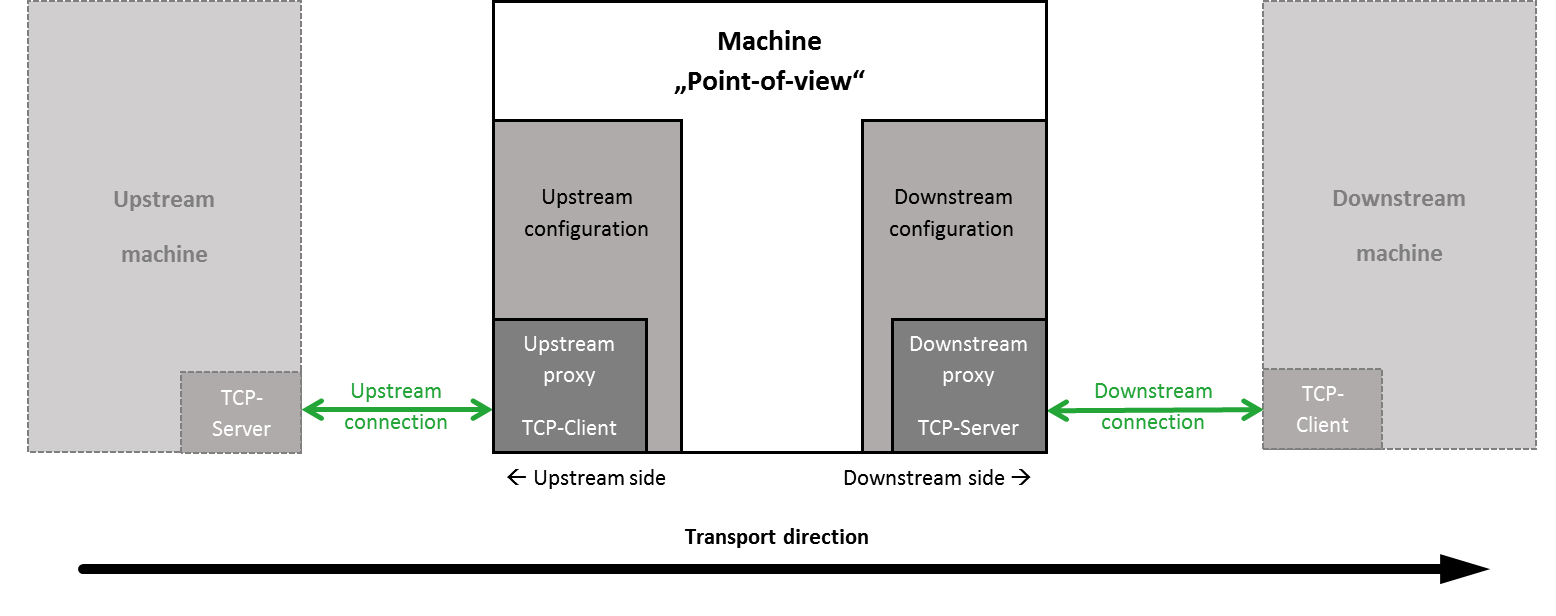 Machine
„Point-of-view“
Upstream
machine
TCP-
Server
Upstream
connection
Upstream
configuration
Upstream
proxy
TCP-Client
Downstream
configuration
Downstream
proxy
TCP-Server
Downstream
connection
Downstream
machine
TCP-
Client
← Upstream side
Downstream side →
Transport direction